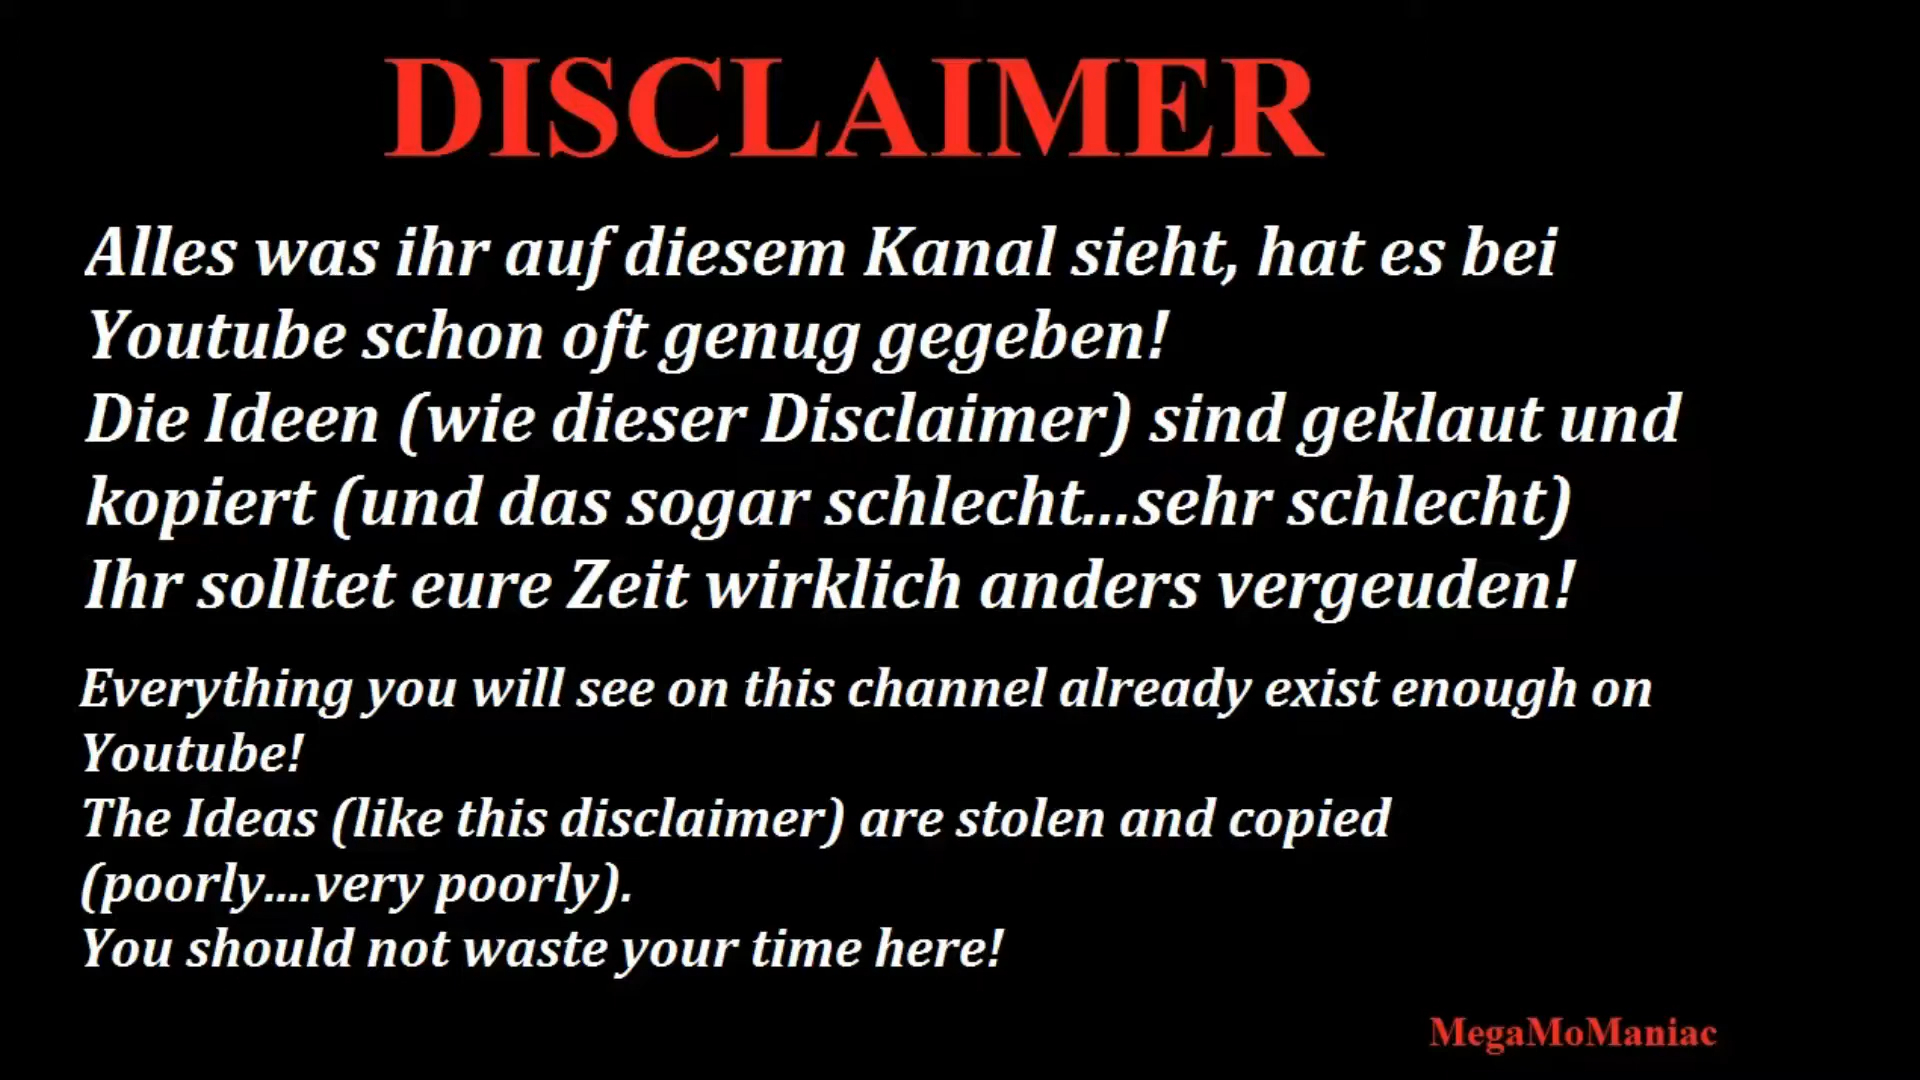 DISCLAIMER
Alles was ihr auf diesem Kanal sieht, hat es bei
Youtube schon oft genug gegeben!
Die Ideen (wie dieser Disclaimer) sind geklaut und
kopiert (und das sogar schlecht...sehr schlecht)
Ihr solltet eure Zeit wirklich anders vergeuden!
Everything you will see on this channel already exist enough on
Youtube!
The Ideas (like this disclaimer) are stolen and copied
(poorly....very poorly).
You should not waste your time here!
MegaMoManiac